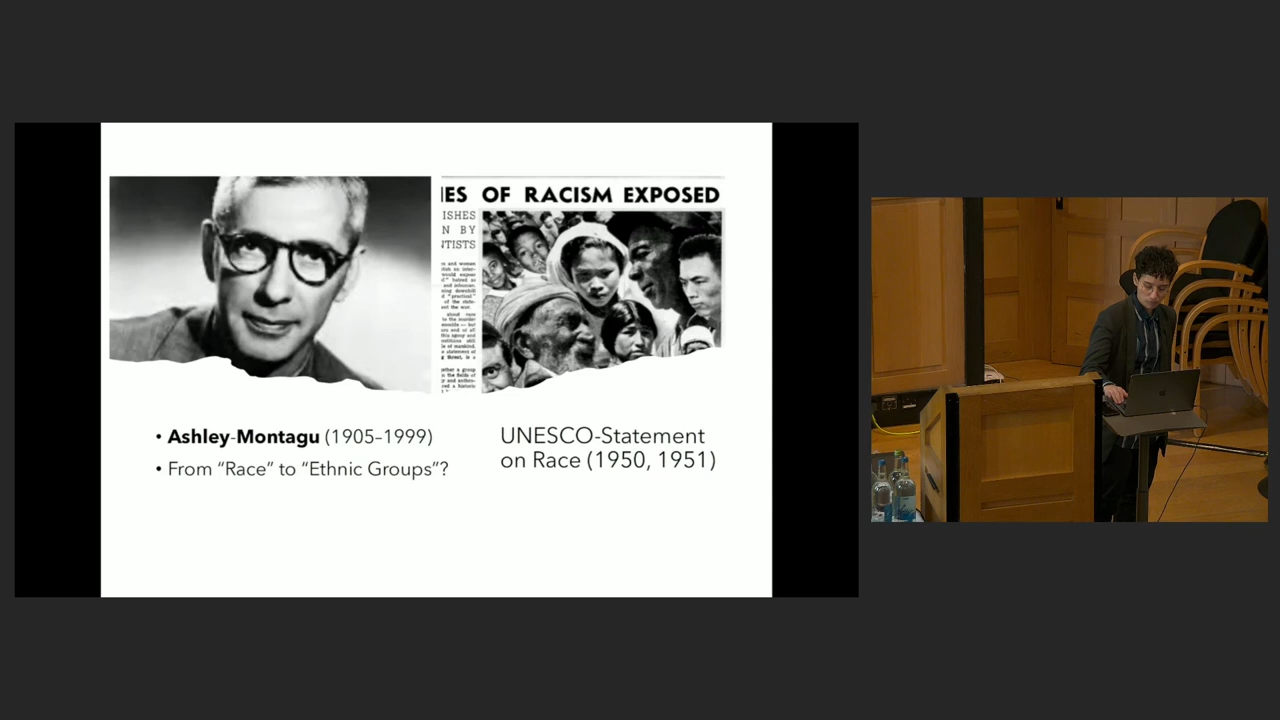 IES OF RACISM EXPOSED
ISHES
N BY
NTISTS
• Ashley-Montagu (1905–1999)
• From “Race” to “Ethnic Groups”?
UNESCO-Statement
on Race (1950, 1951)